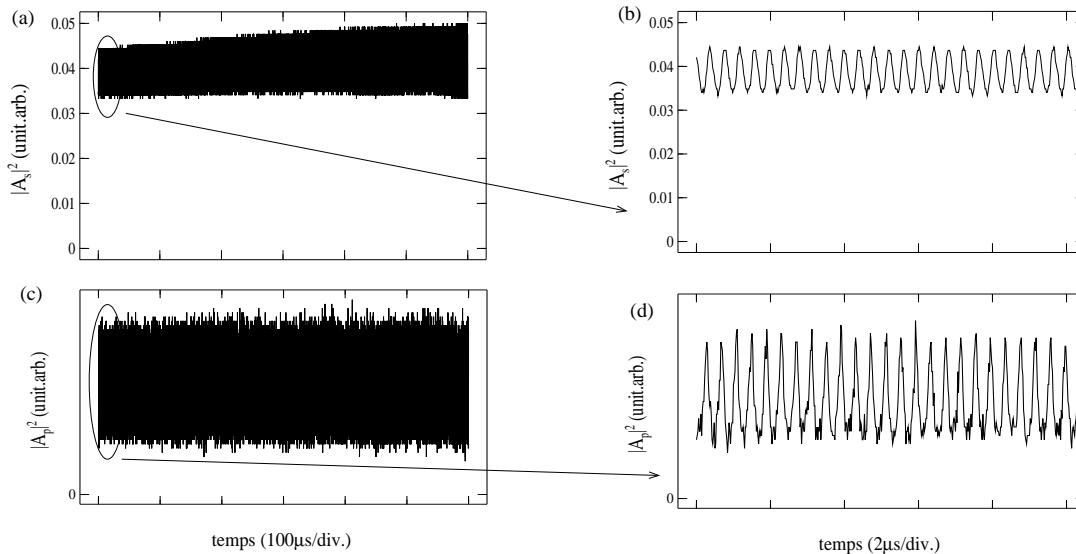 (a)
0.05
0.04
0.03
0.02
0.01
0
|A_s|^2 (unit.arb.)
(b)
0.05
0.04
0.03
0.02
0.01
0
|A_s|^2 (unit.arb.)
(c)
|A_p|^2 (unit.arb.)
0
temps (100μs/div.)
(d)
|A_p|^2 (unit.arb.)
0
temps (2μs/div.)